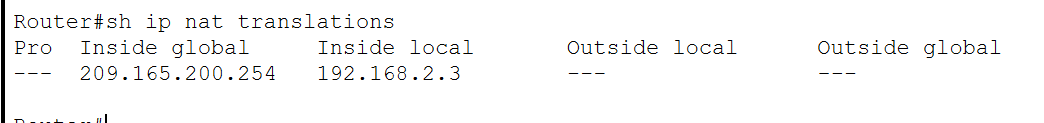 Router#sh ip nat translations
Pro  Inside global     Inside local       Outside local      Outside global
---  209.165.200.254   192.168.2.3        ---                ---
Router#